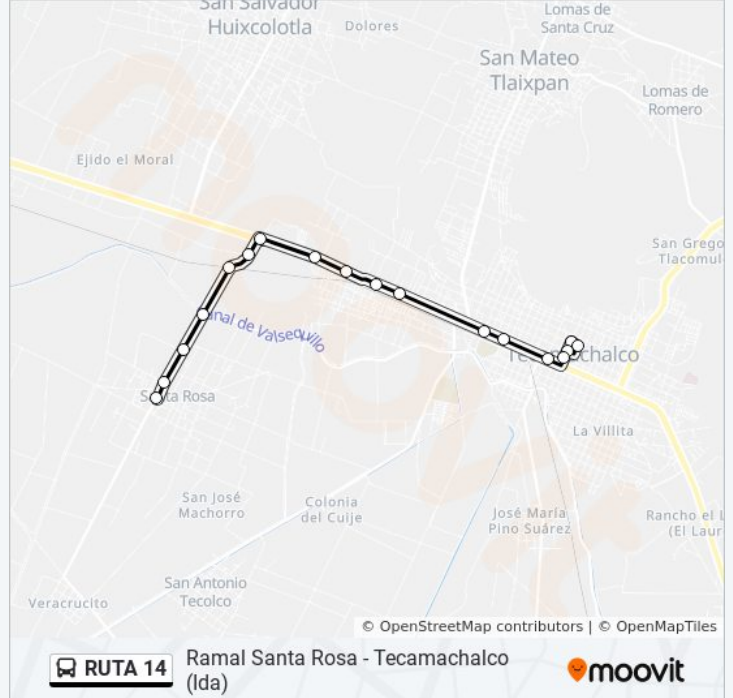 San Salvador
Huixcolotla
Dolores
Lomas de
Santa Cruz
San Mateo
Tlaixpan
Lomas de
Romero
Ejido el Moral
San Grego
Tlacomul
Canal de Valsequillo
Santa Rosa
Tecamachalco
La Villita
San José
Machorro
Colonia
del Cuije
José María
Pino Suárez
Rancho el L
(El Laur
San Antonio
Tecolco
Veracrucito
© OpenStreetMap contributors | © OpenMapTiles
RUTA 14
Ramal Santa Rosa - Tecamachalco
(Ida)
moovit